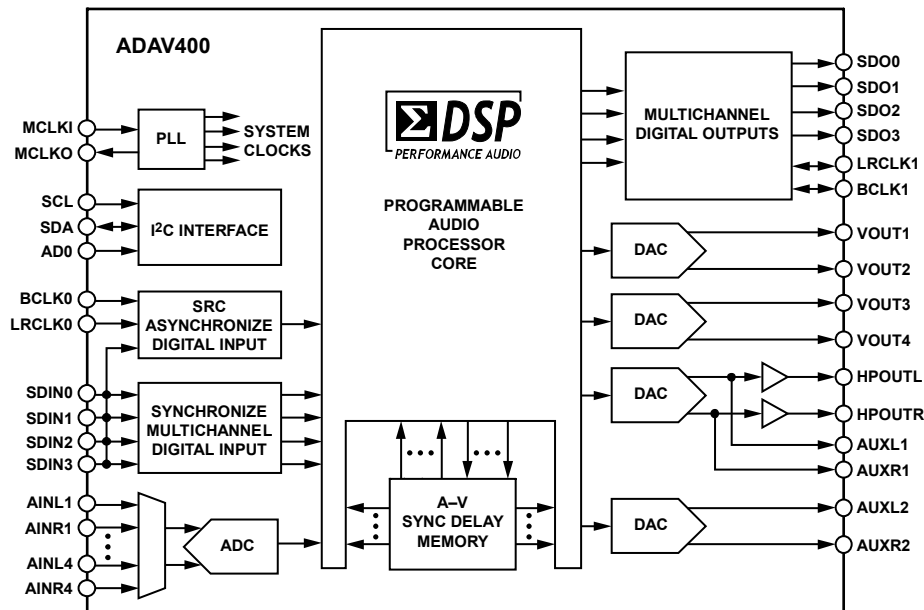 ADAV400
MCLKI
MCLKO
PLL
SYSTEM
CLOCKS
SCL
SDA
AD0
I²C INTERFACE
BCLK0
LRCLK0
SRC
ASYNCHRONIZE
DIGITAL INPUT
SDIN0
SDIN1
SDIN2
SDIN3
SYNCHRONIZE
MULTICHANNEL
DIGITAL INPUT
AINL1
AINR1
AINL4
AINR4
ADC
ΣDSP
PERFORMANCE AUDIO
PROGRAMMABLE
AUDIO
PROCESSOR
CORE
A–V
SYNC DELAY
MEMORY
MULTICHANNEL
DIGITAL OUTPUTS
SDO0
SDO1
SDO2
SDO3
LRCLK1
BCLK1
DAC
VOUT1
VOUT2
DAC
VOUT3
VOUT4
DAC
HPOUTL
HPOUTR
AUXL1
AUXR1
DAC
AUXL2
AUXR2